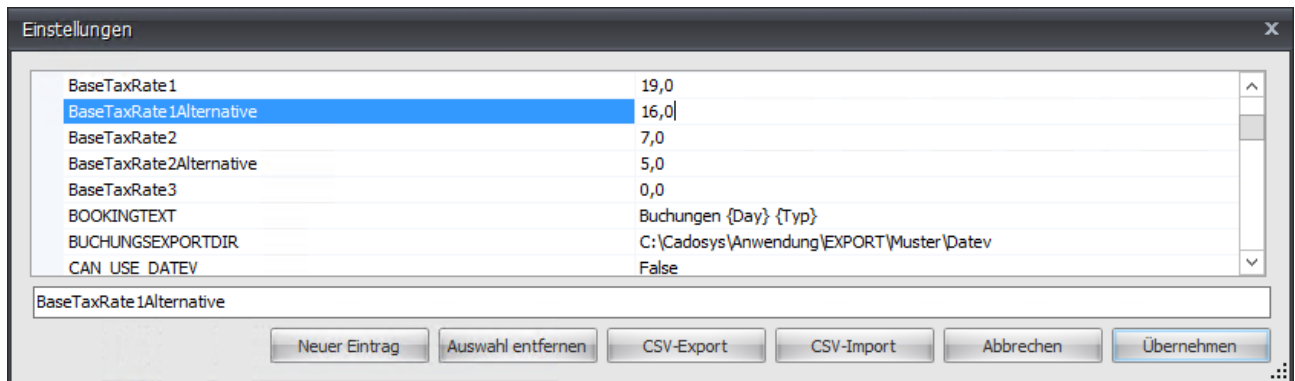 Einstellungen x
BaseTaxRate1 19,0
BaseTaxRate1Alternative 16,0
BaseTaxRate2 7,0
BaseTaxRate2Alternative 5,0
BaseTaxRate3 0,0
BOOKINGTEXT Buchungen {Day} {Typ}
BUCHUNGSEXPORTDIR C:\Cadosys\Anwendung\EXPORT\Muster\Datev
CAN_USE_DATEV False
BaseTaxRate1Alternative
Neuer Eintrag Auswahl entfernen CSV-Export CSV-Import Abbrechen Übernehmen